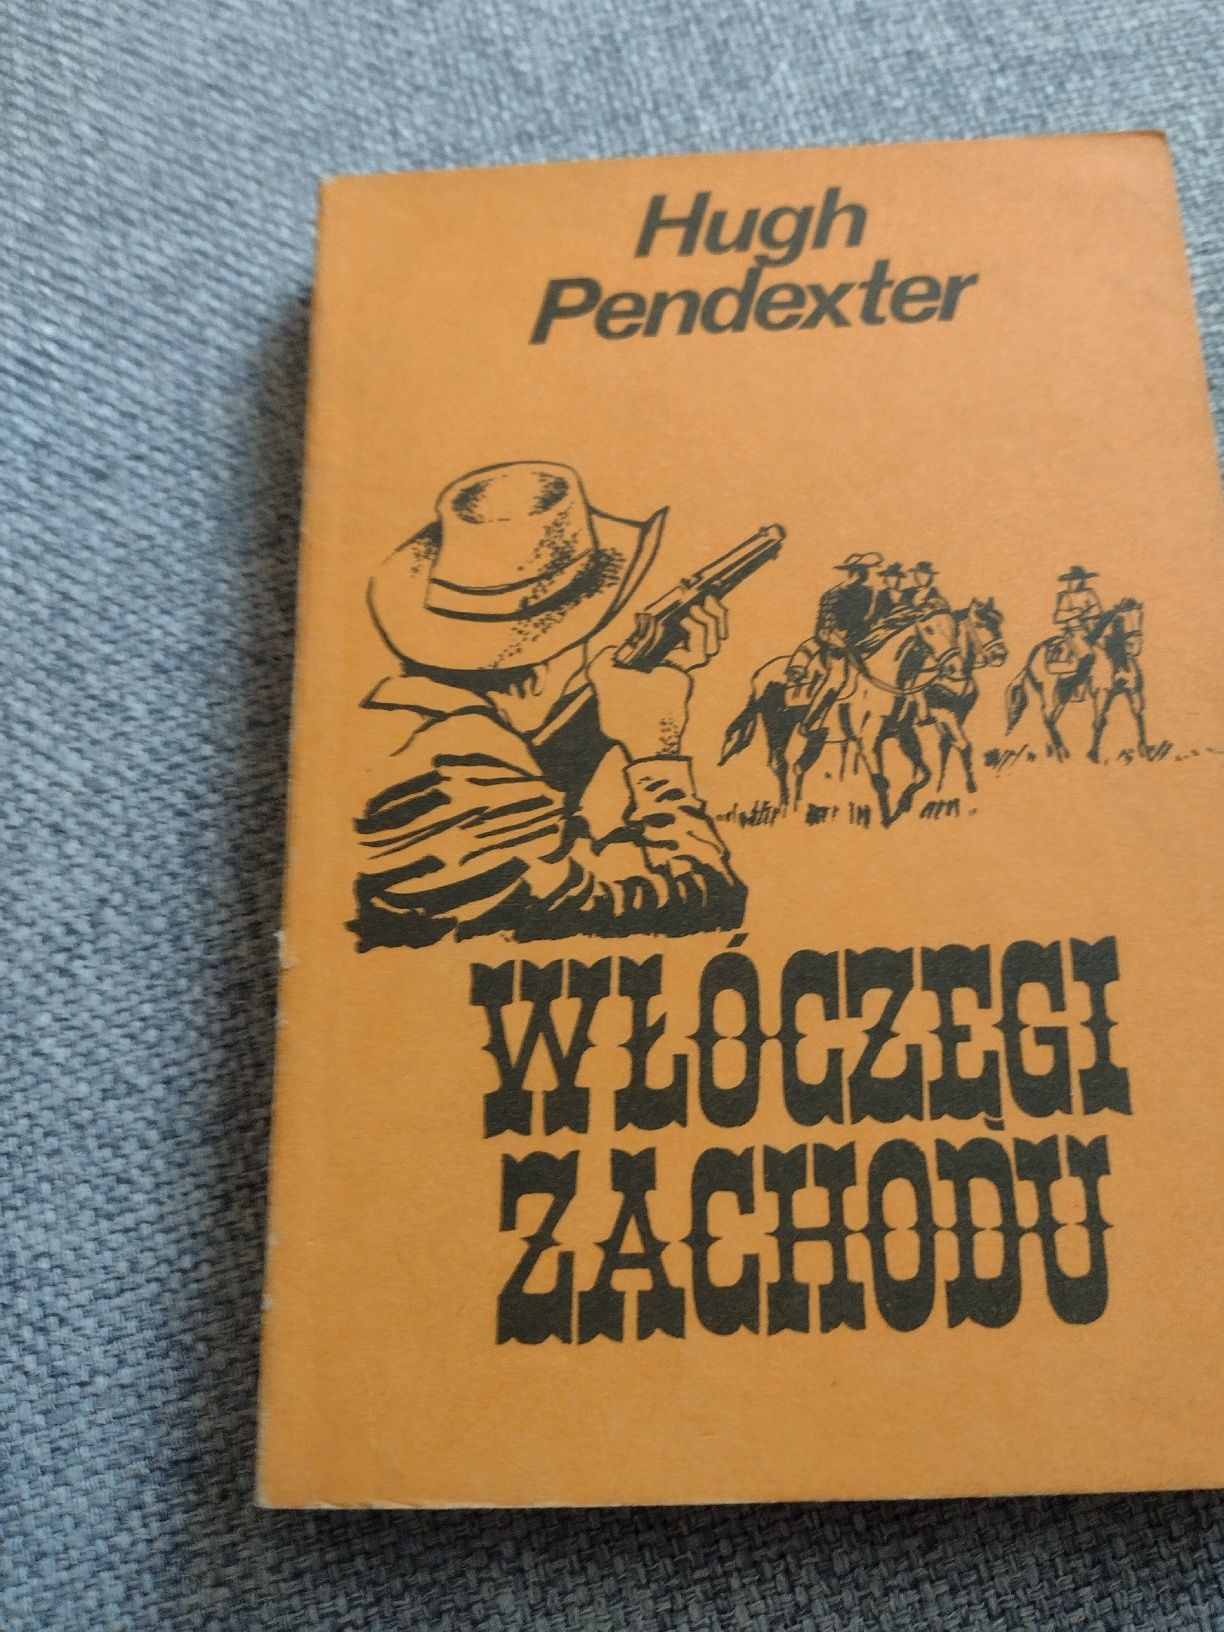 Hugh
Pendexter
WŁÓCZĘGI
ZACHODU